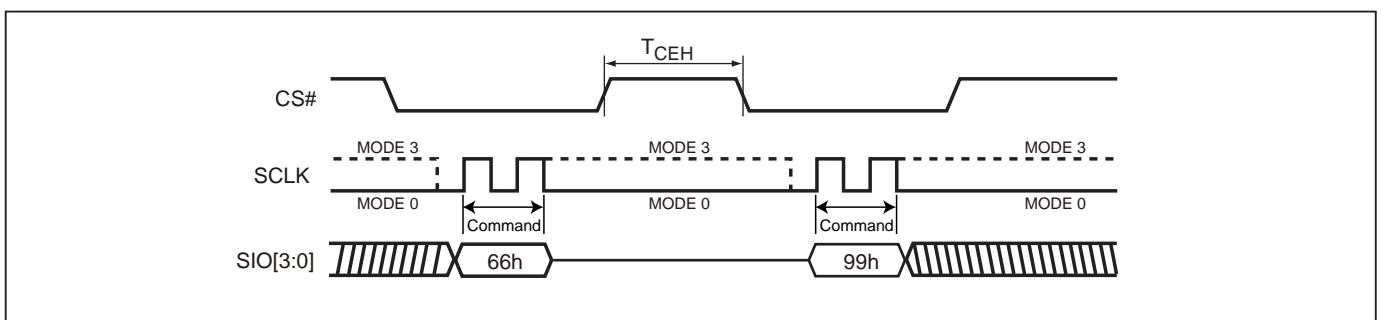 TCEH
CS#
MODE 3 MODE 3 MODE 3
SCLK
MODE 0 MODE 0 MODE 0
Command Command
SIO[3:0] 66h 99h